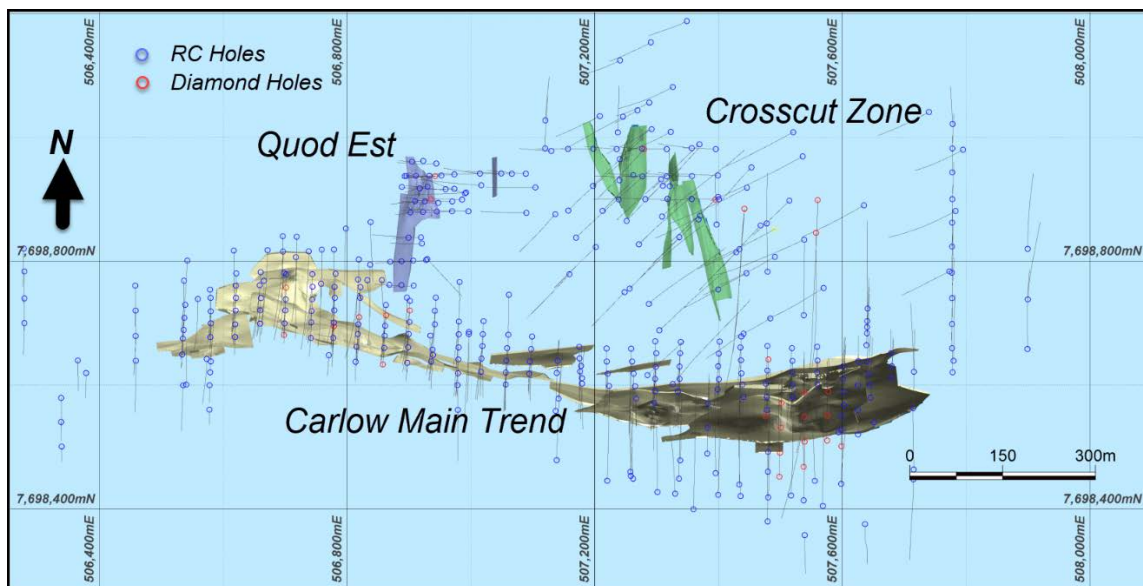 506,400mE
506,800mE
507,200mE
507,600mE
508,000mE
RC Holes
Diamond Holes
Crosscut Zone
Quod Est
N
7,698,800mN
7,698,800mN
Carlow Main Trend
0 150 300m
7,698,400mN
7,698,400mN
506,400mE
506,800mE
507,200mE
507,600mE
508,000mE